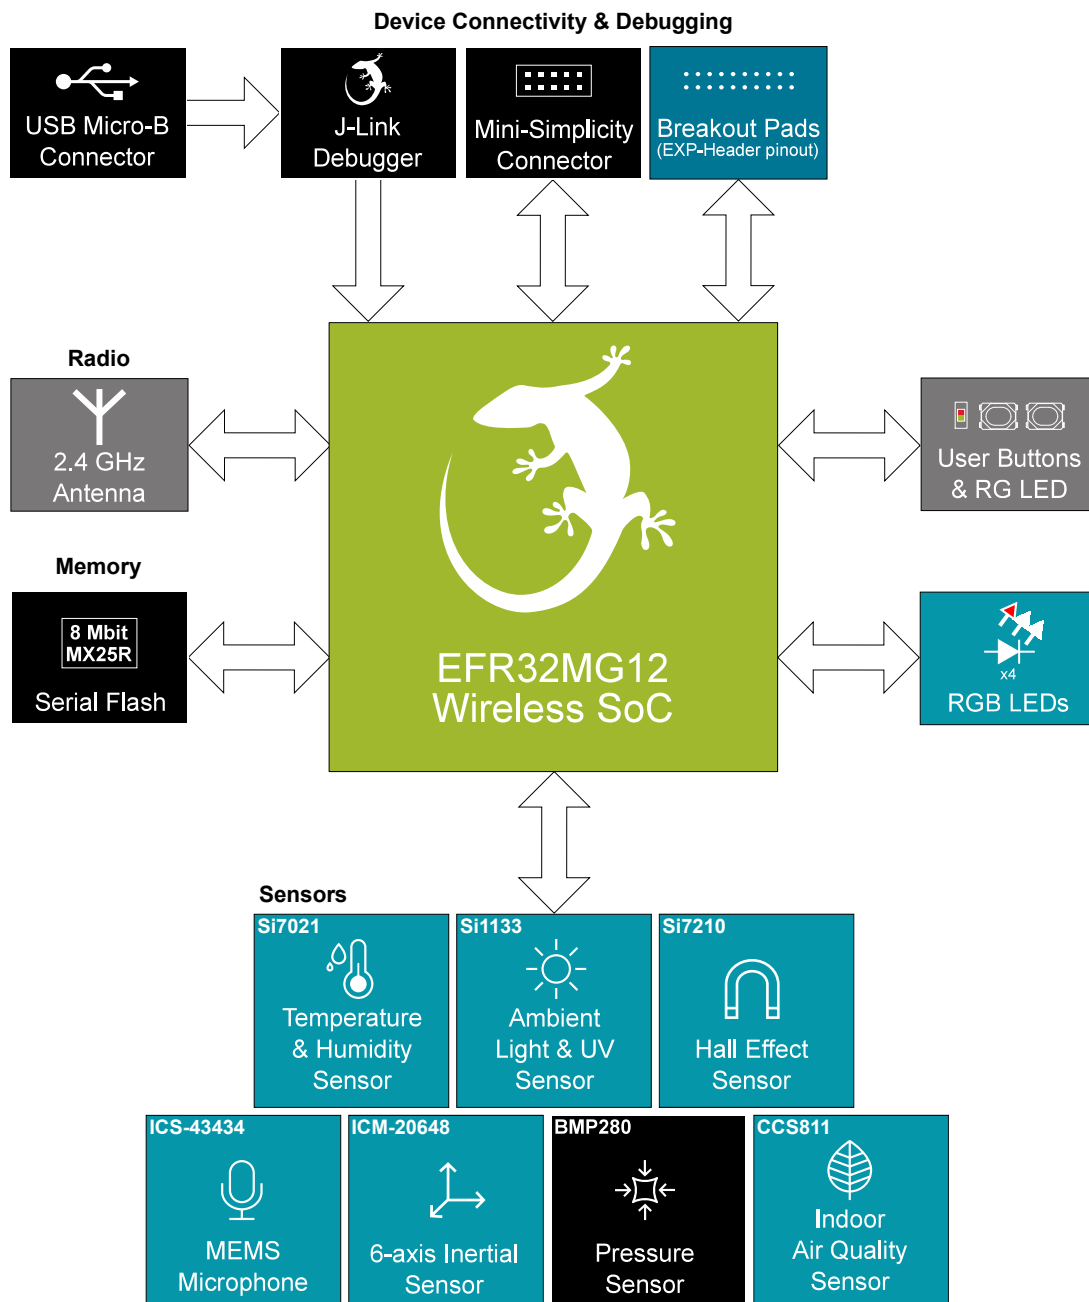 Device Connectivity & Debugging
USB Micro-B
Connector
J-Link
Debugger
Mini-Simplicity
Connector
Breakout Pads
(EXP-Header pinout)
Radio
2.4 GHz
Antenna
User Buttons
& RG LED
Memory
8 Mbit
MX25R
Serial Flash
EFR32MG12
Wireless SoC
x4
RGB LEDs
Sensors
Si7021
Temperature
& Humidity
Sensor
Si1133
Ambient
Light & UV
Sensor
Si7210
Hall Effect
Sensor
ICS-43434
MEMS
Microphone
ICM-20648
6-axis Inertial
Sensor
BMP280
Pressure
Sensor
CCS811
Indoor
Air Quality
Sensor